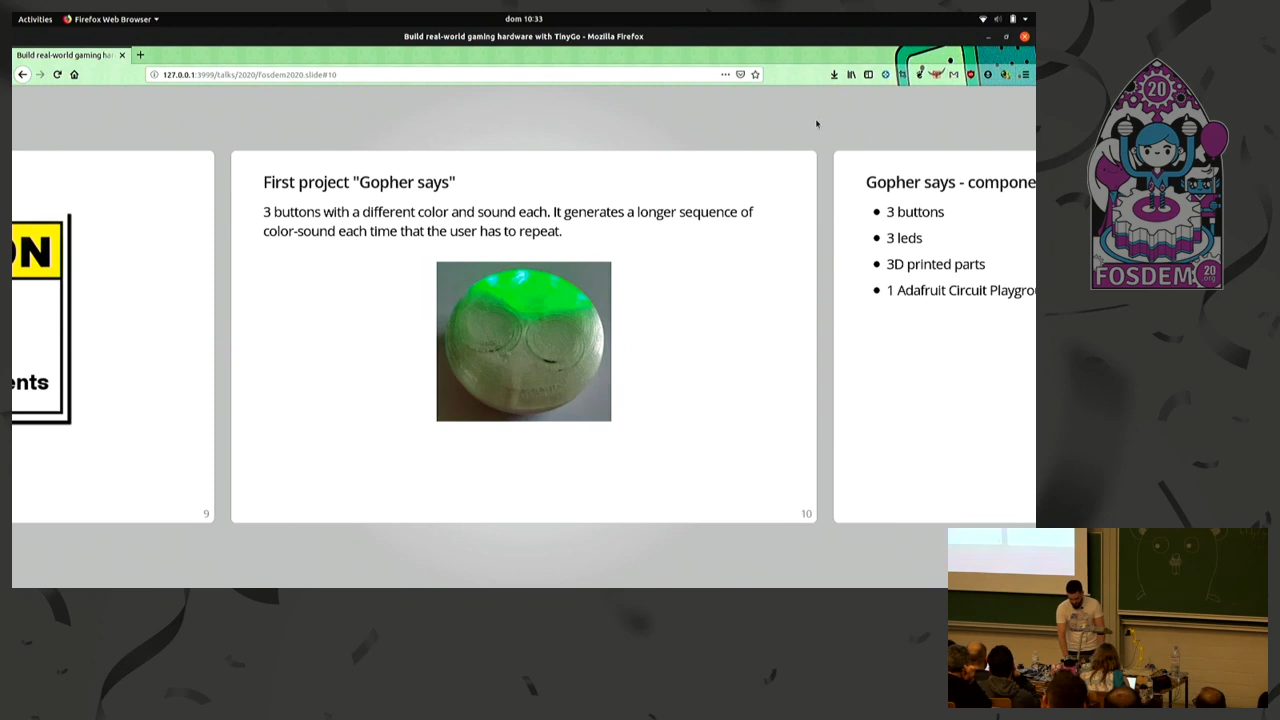 Activities
Firefox Web Browser
dom 10:33
Build real-world gaming hardware with TinyGo - Mozilla Firefox
Build real-world gaming ha
127.0.0.1:3999/talks/2020/fosdem2020.slide#10
ON
ents
9
First project "Gopher says"
3 buttons with a different color and sound each. It generates a longer sequence of
color-sound each time that the user has to repeat.
10
Gopher says - compone
3 buttons
3 leds
3D printed parts
1 Adafruit Circuit Playgrou
20
FOSDEM
20
.org